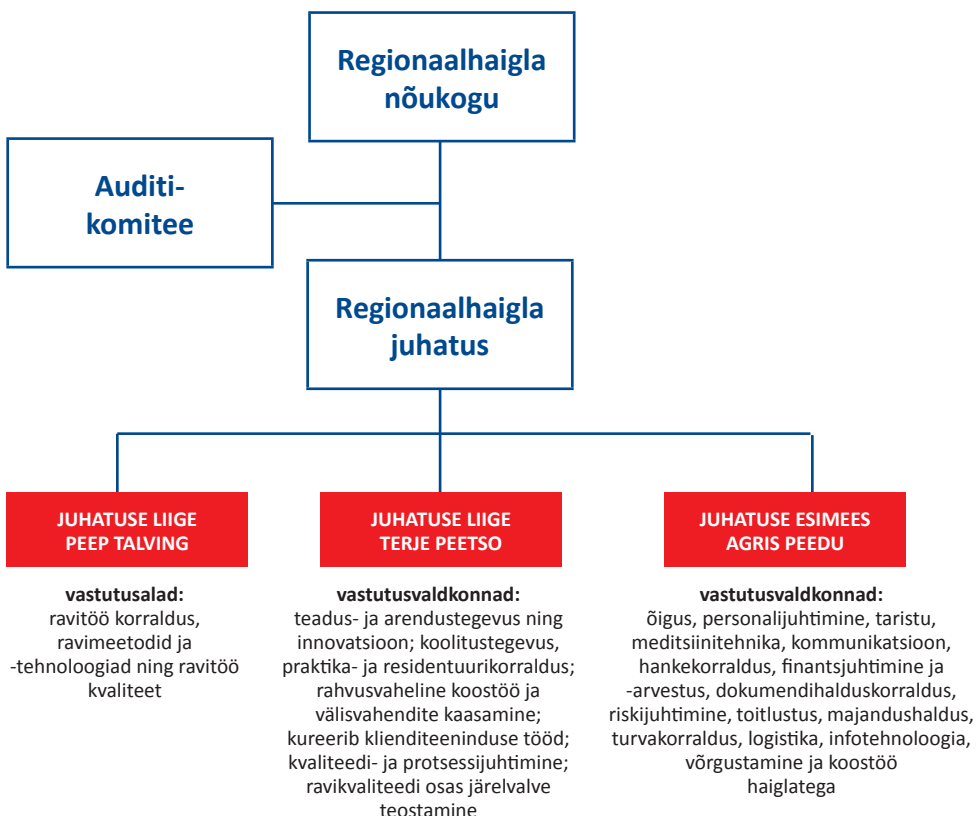 Regionaalhaigla
nõukogu
Auditi-
komitee
Regionaalhaigla
juhatus
JUHATUSE LIIGE
PEEP TALVING
vastutusalad:
ravitöö korraldus,
ravimeetodid ja
-tehnoloogiad ning ravitöö
kvaliteet
JUHATUSE LIIGE
TERJE PEETSO
vastutusvaldkonnad:
teadus- ja arendustegevus ning
innovatsioon; koolitustegevus,
praktika- ja residentuurikorraldus;
rahvusvaheline koostöö ja
välisvahendite kaasamine;
kureerib klienditeeninduse tööd;
kvaliteedi- ja protsessijuhtimine;
ravikvaliteedi osas järelvalve
teostamine
JUHATUSE ESIMEES
AGRIS PEEDU
vastutusvaldkonnad:
õigus, personalijuhtimine, taristu,
meditsiinitehnika, kommunikatsioon,
hankekorraldus, finantsjuhtimine ja
-arvestus, dokumendihalduskorraldus,
riskijuhtimine, toitlustus, majandushaldus,
turvakorraldus, logistika, infotehnoloogia,
võrgustamine ja koostöö
haiglatega